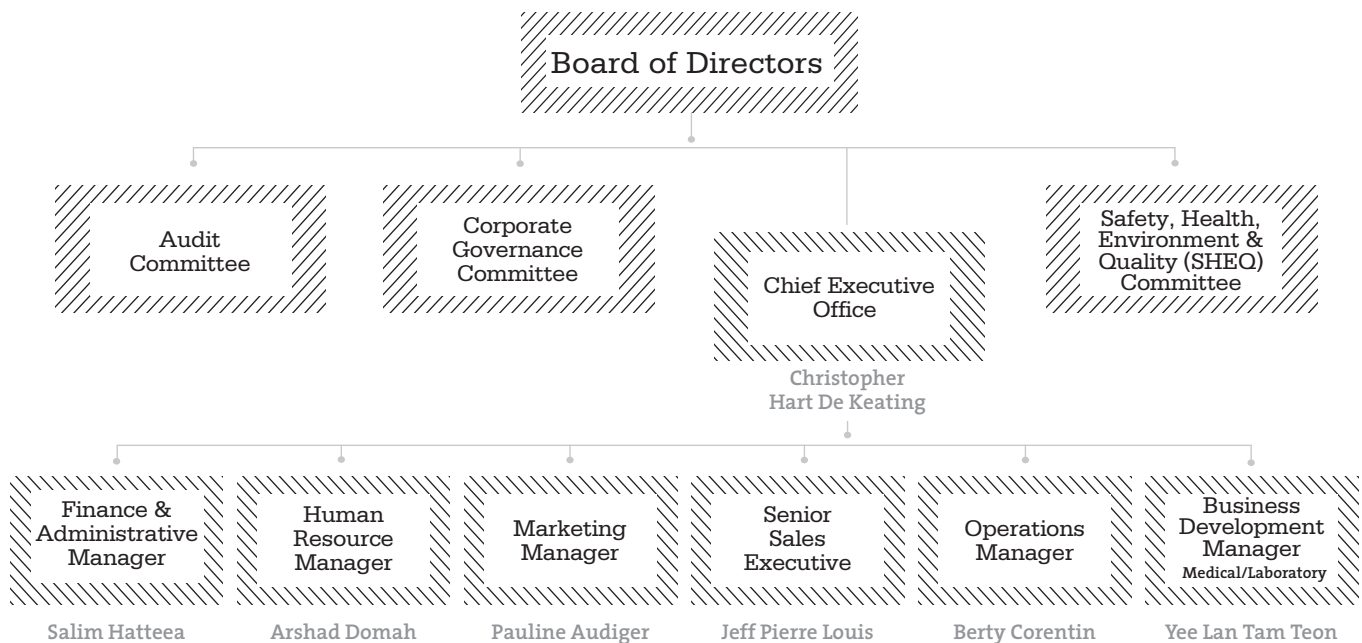 Board of Directors
Audit
Committee
Corporate
Governance
Committee
Chief Executive
Office
Christopher
Hart De Keating
Safety, Health,
Environment &
Quality (SHEQ)
Committee
Finance &
Administrative
Manager
Salim Hatteea
Human
Resource
Manager
Arshad Domah
Marketing
Manager
Pauline Audiger
Senior
Sales
Executive
Jeff Pierre Louis
Operations
Manager
Berty Corentin
Business
Development
Manager
Medical/Laboratory
Yee Lan Tam Teon